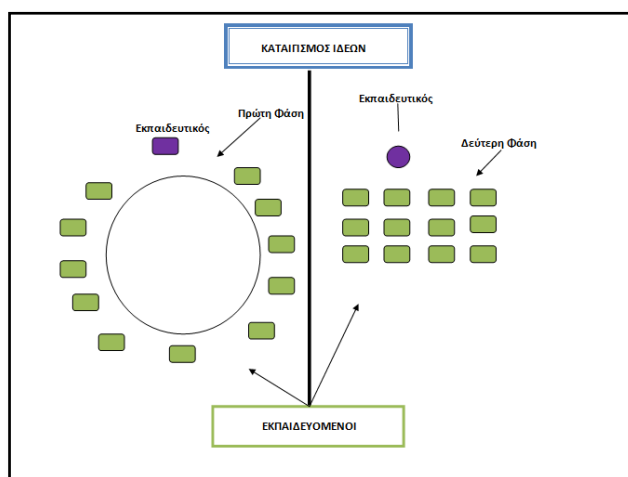 ΚΑΤΑΙΓΙΣΜΟΣ ΙΔΕΩΝ
Εκπαιδευτικός
Πρώτη Φάση
Εκπαιδευτικός
Δεύτερη Φάση
ΕΚΠΑΙΔΕΥΟΜΕΝΟΙ